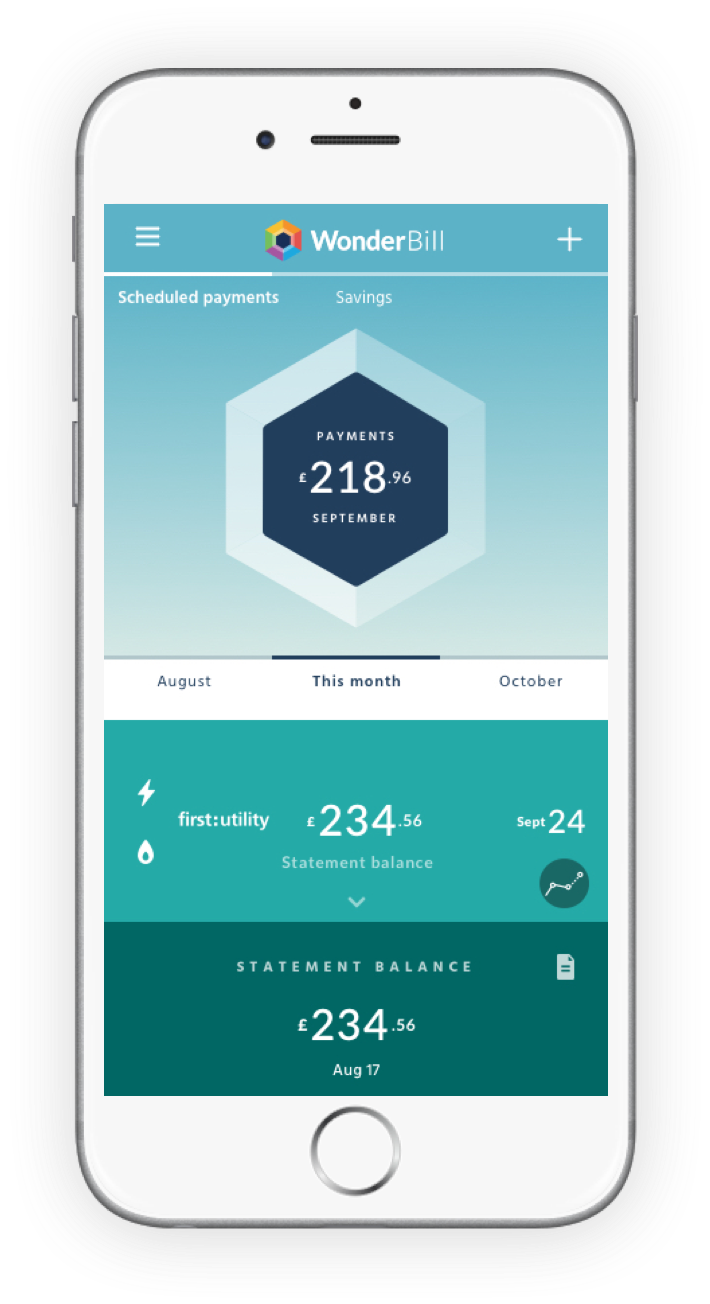 WonderBill
Scheduled payments Savings
PAYMENTS
£218.96
SEPTEMBER
August This month October
first:utility £234.56 Sept 24
Statement balance
STATEMENT BALANCE
£234.56
Aug 17